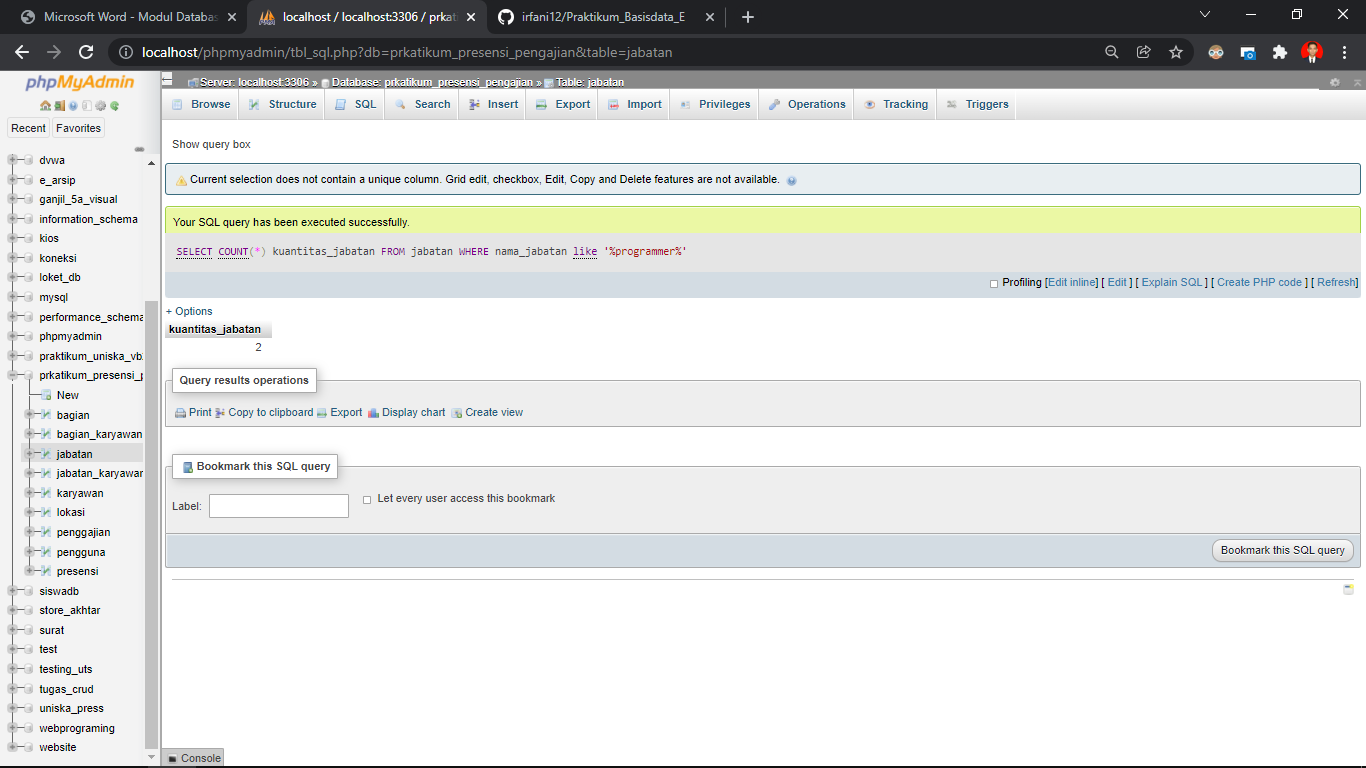 Microsoft Word - Modul Databas
localhost / localhost:3306 / prkat
irfani12/Praktikum_Basisdata_E
localhost/phpmyadmin/tbl_sql.php?db=prkatikum_presensi_pengajian&table=jabatan
phpMyAdmin
Recent Favorites
dvwa
e_arsip
ganjil_5a_visual
information_schema
kios
koneksi
loket_db
mysql
performance_schema
phpmyadmin
praktikum_uniska_vb
prkatikum_presensi_p
New
bagian
bagian_karyawan
jabatan
jabatan_karyawan
karyawan
lokasi
penggajian
pengguna
presensi
siswadb
store_akhtar
surat
test
testing_uts
tugas_crud
uniska_press
webprograming
website
Server: localhost:3306 » Database: prkatikum_presensi_pengajian » Table: jabatan
Browse Structure SQL Search Insert Export Import Privileges Operations Tracking Triggers
Show query box
Current selection does not contain a unique column. Grid edit, checkbox, Edit, Copy and Delete features are not available.
Your SQL query has been executed successfully.
SELECT COUNT(*) kuantitas_jabatan FROM jabatan WHERE nama_jabatan like '%programmer%'
Profiling [Edit inline] [ Edit ] [ Explain SQL ] [ Create PHP code ] [ Refresh]
+ Options
kuantitas_jabatan
2
Query results operations
Print Copy to clipboard Export Display chart Create view
Bookmark this SQL query
Label: Let every user access this bookmark
Bookmark this SQL query
Console